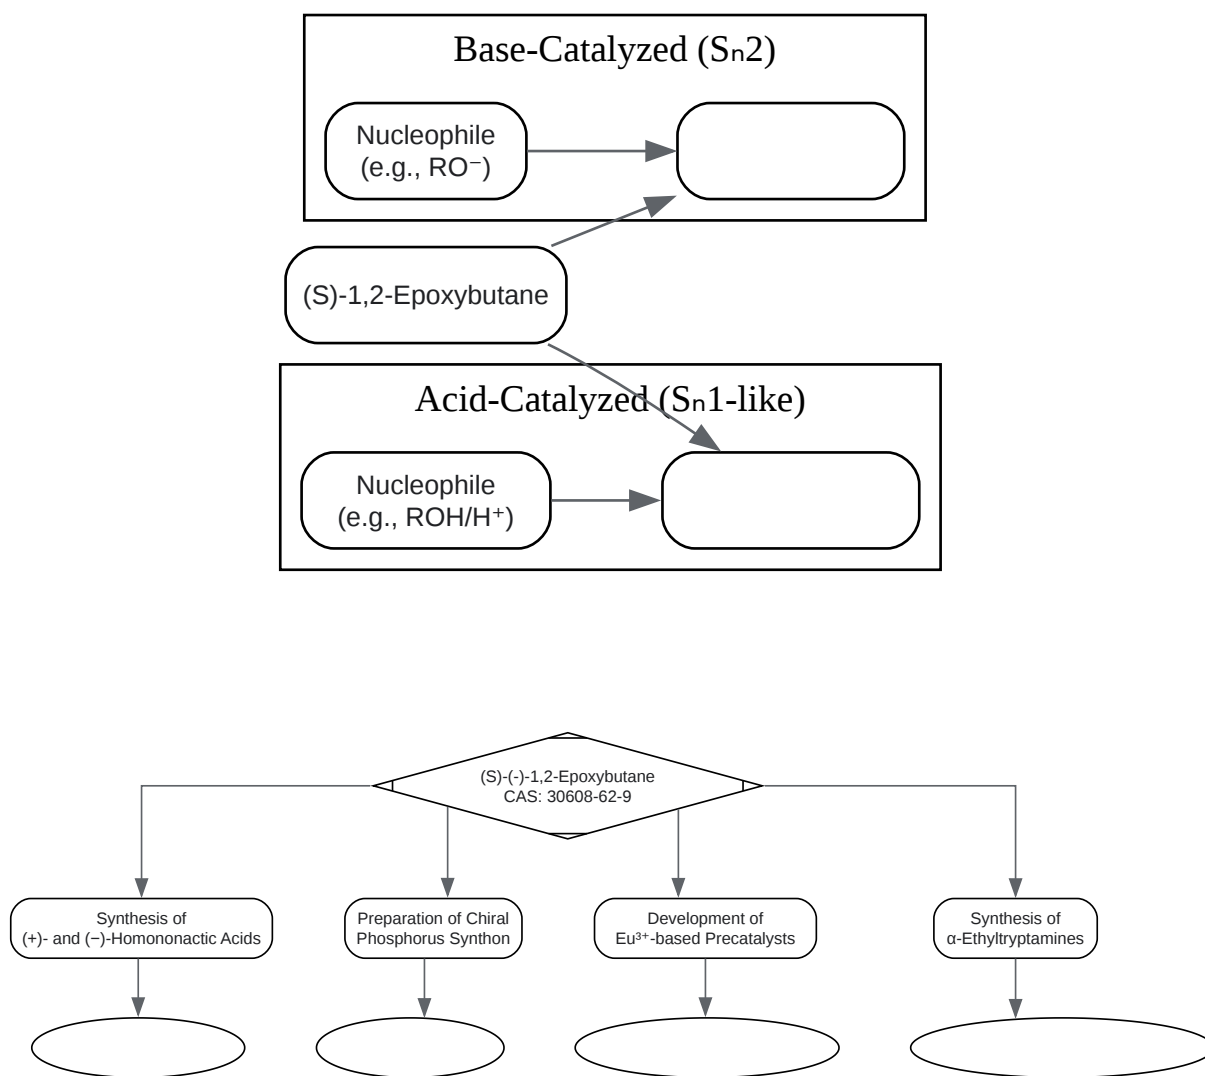 Base-Catalyzed (Sₙ2)
Nucleophile
(e.g., RO⁻)
(S)-1,2-Epoxybutane
Acid-Catalyzed (Sₙ1-like)
Nucleophile
(e.g., ROH/H⁺)
(S)-(-)-1,2-Epoxybutane
CAS: 30608-62-9
Synthesis of
(+)- and (−)-Homononactic Acids
Preparation of Chiral
Phosphorus Synthon
Development of
Eu³⁺-based Precatalysts
Synthesis of
α-Ethyltryptamines